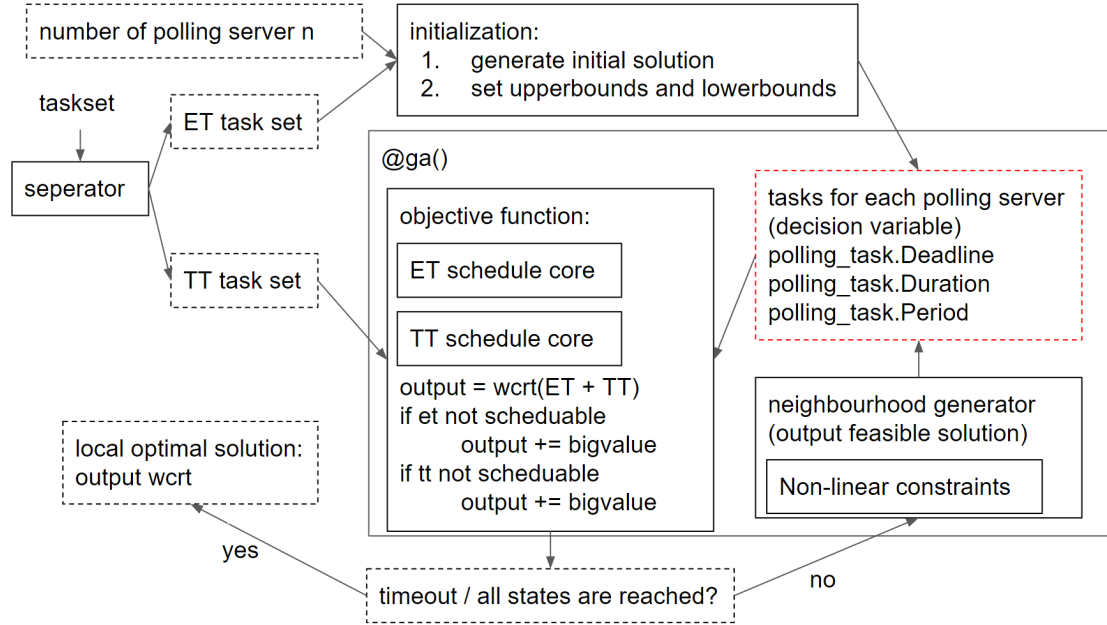 number of polling server n
initialization:
1. generate initial solution
2. set upperbounds and lowerbounds
taskset
ET task set
seperator
TT task set
@ga()
objective function:
ET schedule core
TT schedule core
output = wcrt(ET + TT)
if et not scheduable
output += bigvalue
if tt not scheduable
output += bigvalue
tasks for each polling server
(decision variable)
polling_task.Deadline
polling_task.Duration
polling_task.Period
neighbourhood generator
(output feasible solution)
Non-linear constraints
local optimal solution:
output wcrt
yes
timeout / all states are reached?
no